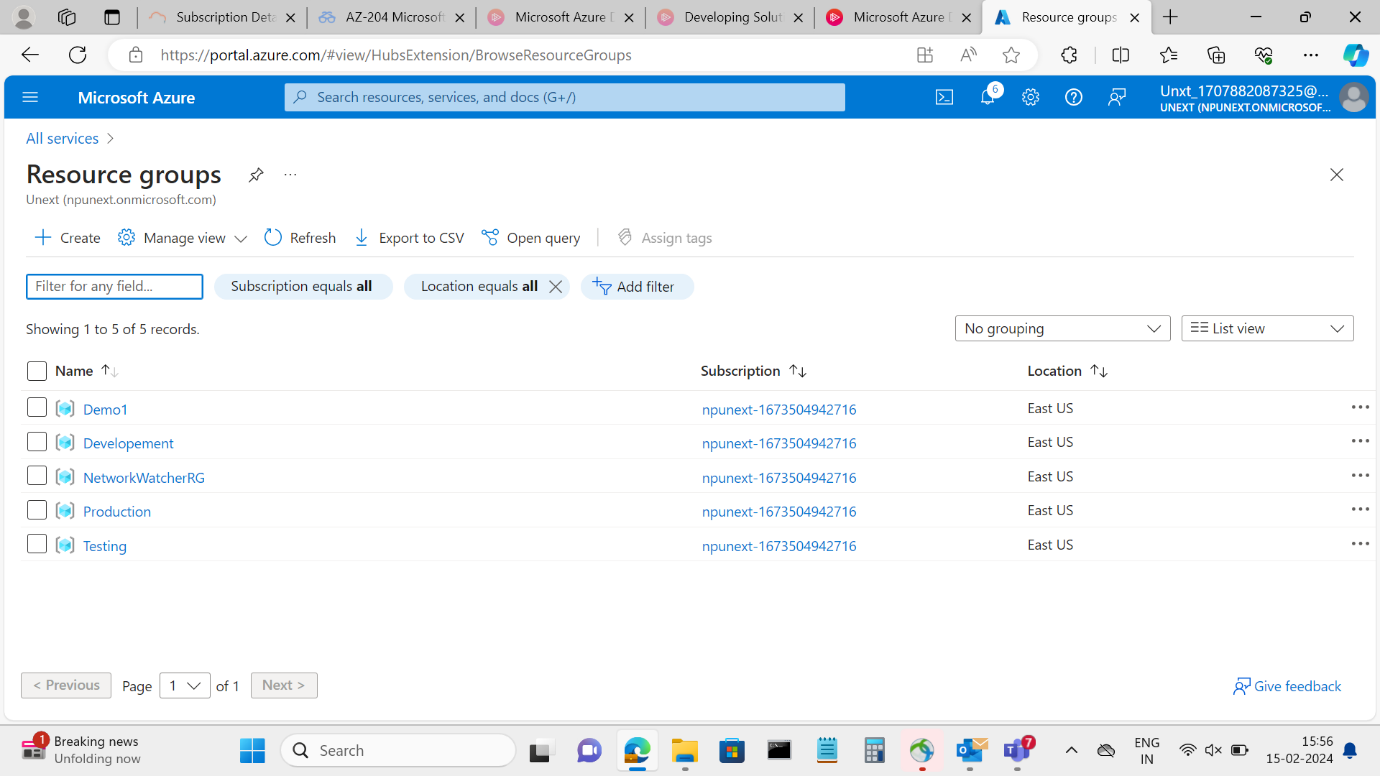 Subscription Deta
AZ-204 Microsoft
Microsoft Azure D
Developing Soluti
Microsoft Azure D
Resource groups
https://portal.azure.com/#view/HubsExtension/BrowseResourceGroups
Microsoft Azure
Search resources, services, and docs (G+/)
6
Unxt_1707882087325@...
UNEXT (NPUNEXT.ONMICROSOF...
All services >
Resource groups
...
Unext (npunext.onmicrosoft.com)
Create
Manage view
Refresh
Export to CSV
Open query
Assign tags
Filter for any field...
Subscription equals all
Location equals all
Add filter
Showing 1 to 5 of 5 records.
No grouping
List view
Name
Subscription
Location
Demo1 npunext-1673504942716 East US
Developement npunext-1673504942716 East US
NetworkWatcherRG npunext-1673504942716 East US
Production npunext-1673504942716 East US
Testing npunext-1673504942716 East US
< Previous
Page 1 of 1
Next >
Give feedback
1
Breaking news
Unfolding now
Search
7
ENG
IN
15:56
15-02-2024